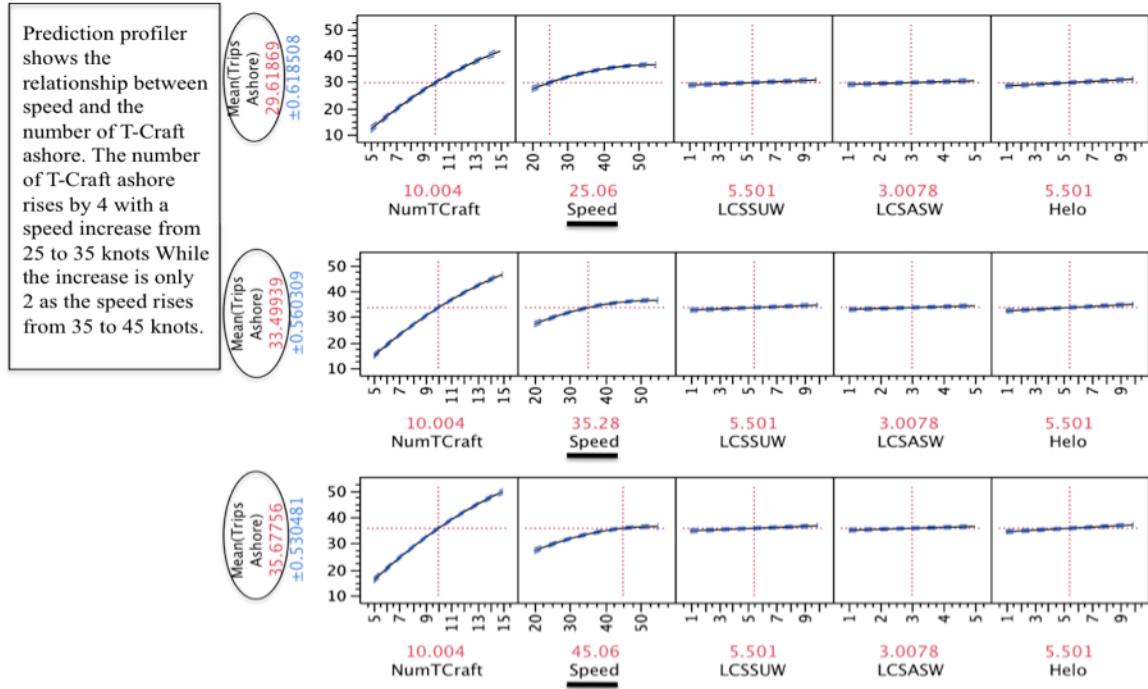 Prediction profiler
shows the
relationship between
speed and the
number of T-Craft
ashore. The number
of T-Craft ashore
rises by 4 with a
speed increase from
25 to 35 knots While
the increase is only
2 as the speed rises
from 35 to 45 knots.
Mean(Trips
Ashore)
29.61869
±0.618508
50
40
30
20
10
5 7 9 11 13 15
20 30 40 50
1 3 5 7 9
1 2 3 4 5
1 3 5 7 9
10.004 25.06 5.501 3.0078 5.501
NumTCraft Speed LCSSUW LCSASW Helo
Mean(Trips
Ashore)
33.49939
±0.560309
50
40
30
20
10
5 7 9 11 13 15
20 30 40 50
1 3 5 7 9
1 2 3 4 5
1 3 5 7 9
10.004 35.28 5.501 3.0078 5.501
NumTCraft Speed LCSSUW LCSASW Helo
Mean(Trips
Ashore)
35.67756
±0.530481
50
40
30
20
10
5 7 9 11 13 15
20 30 40 50
1 3 5 7 9
1 2 3 4 5
1 3 5 7 9
10.004 45.06 5.501 3.0078 5.501
NumTCraft Speed LCSSUW LCSASW Helo